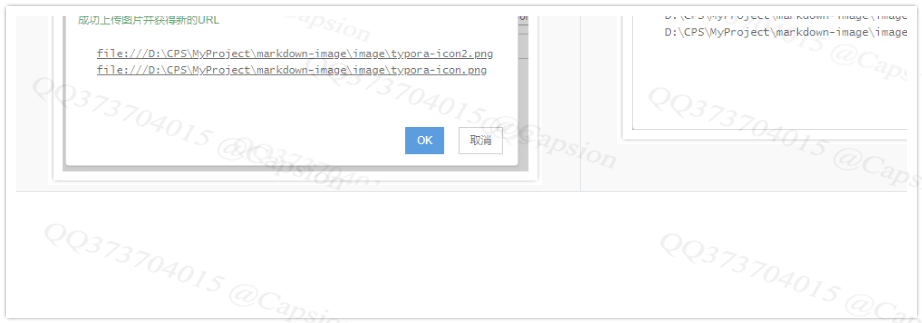 成功上传图片并获得新的URL
file:///D:\CPS\MyProject\markdown-image\image\typora-icon2.png
file:///D:\CPS\MyProject\markdown-image\image\typora-icon.png
OK
取消
D:\CPS\MyProject\markdown-image\image
D:\CPS\MyProject\markdown-image\image
QQ373704015 @Capsion
QQ373704015 @Capsion
QQ373704015 @Capsion
QQ373704015 @Capsion
QQ373704015 @Capsion